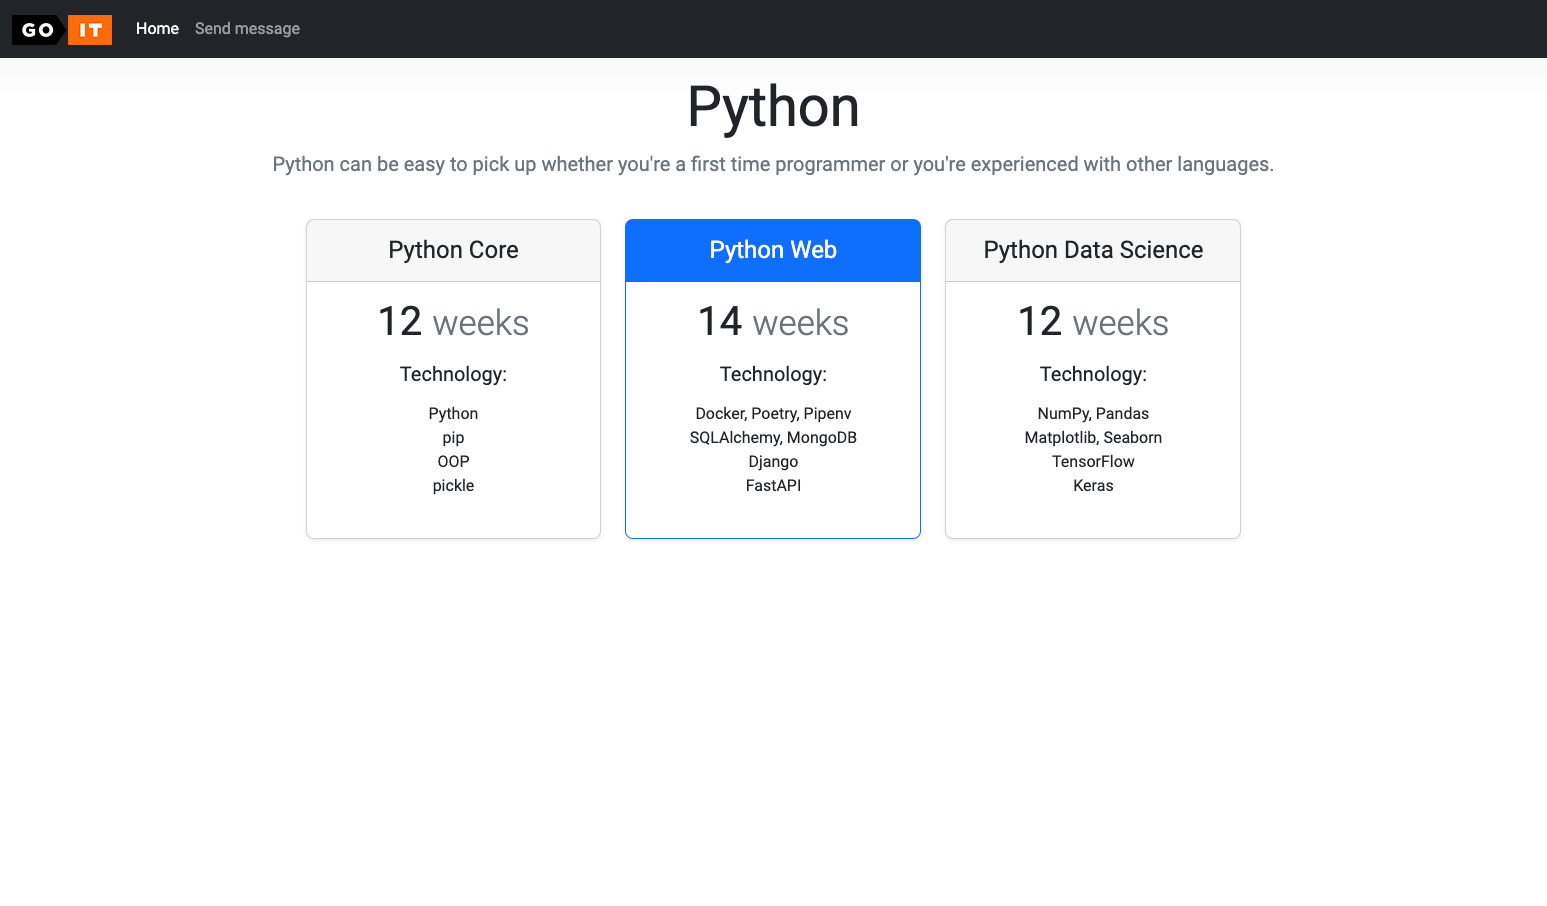 GO IT Home Send message
Python
Python can be easy to pick up whether you're a first time programmer or you're experienced with other languages.
Python Core
12 weeks
Technology:
Python
pip
OOP
pickle
Python Web
14 weeks
Technology:
Docker, Poetry, Pipenv
SQLAlchemy, MongoDB
Django
FastAPI
Python Data Science
12 weeks
Technology:
NumPy, Pandas
Matplotlib, Seaborn
TensorFlow
Keras